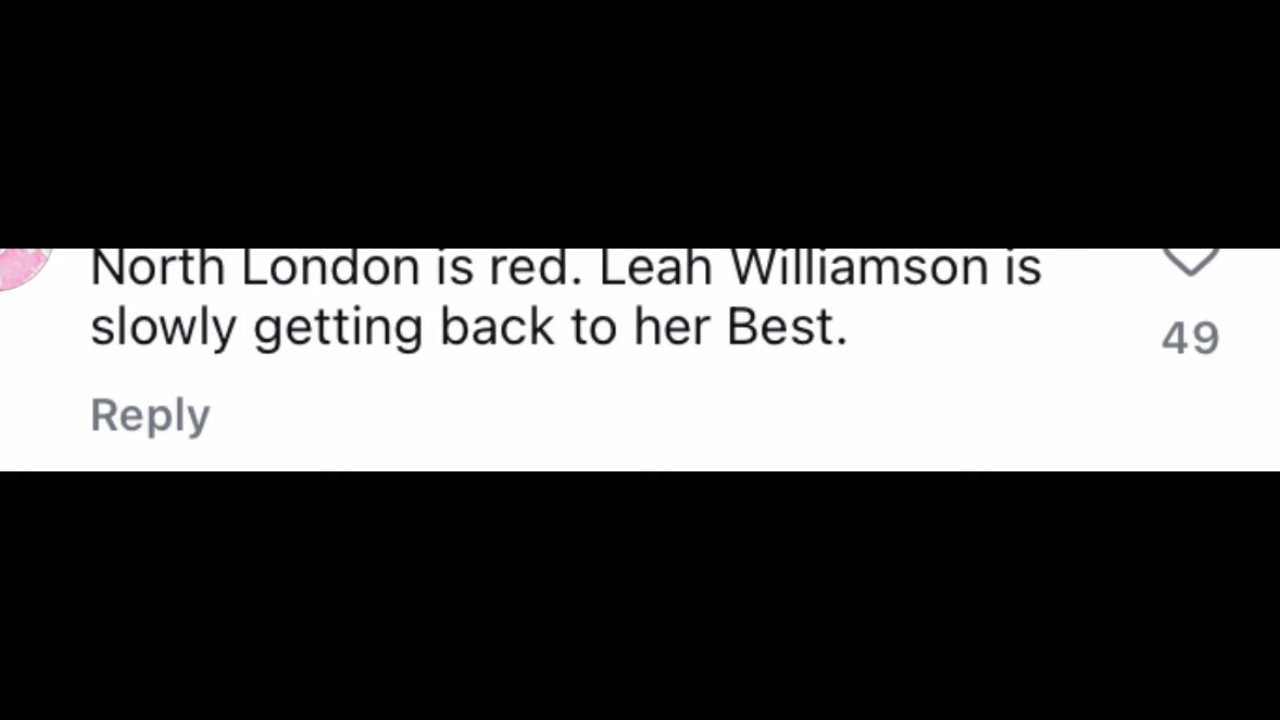 North London is red. Leah Williamson is
slowly getting back to her Best.
49
Reply